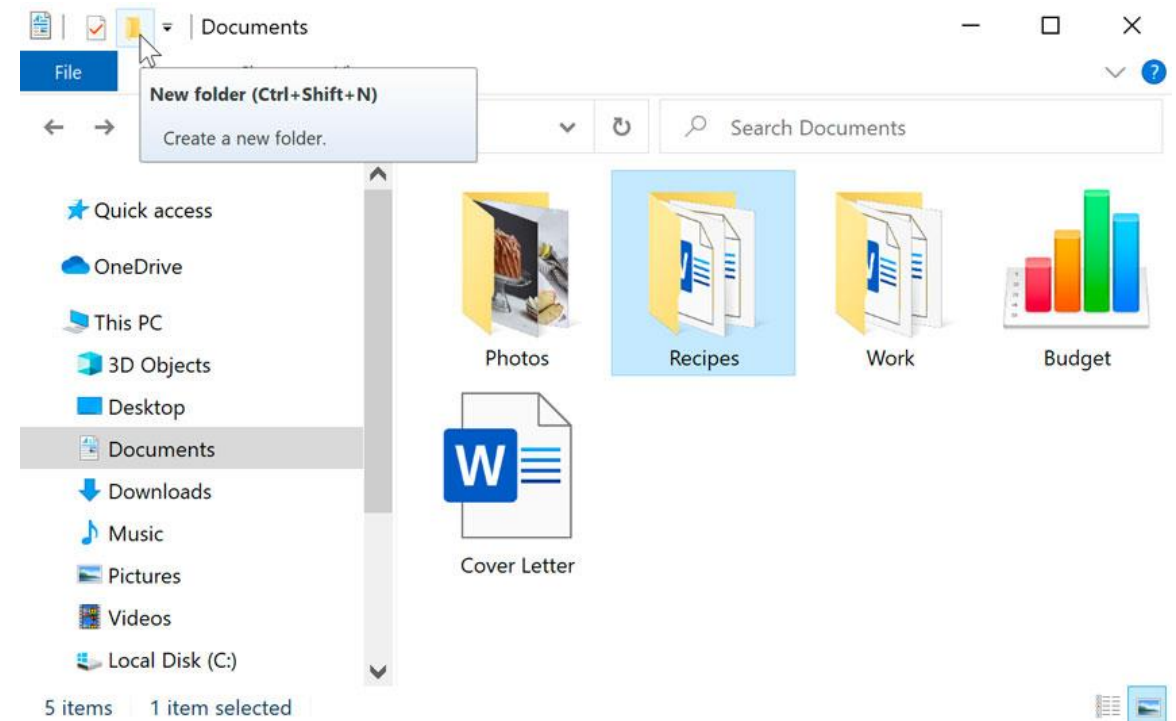 Documents
File
New folder (Ctrl+Shift+N)
Create a new folder.
Search Documents
Quick access
OneDrive
This PC
3D Objects
Desktop
Documents
Downloads
Music
Pictures
Videos
Local Disk (C:)
Photos
Recipes
Work
Budget
W
Cover Letter
5 items
1 item selected